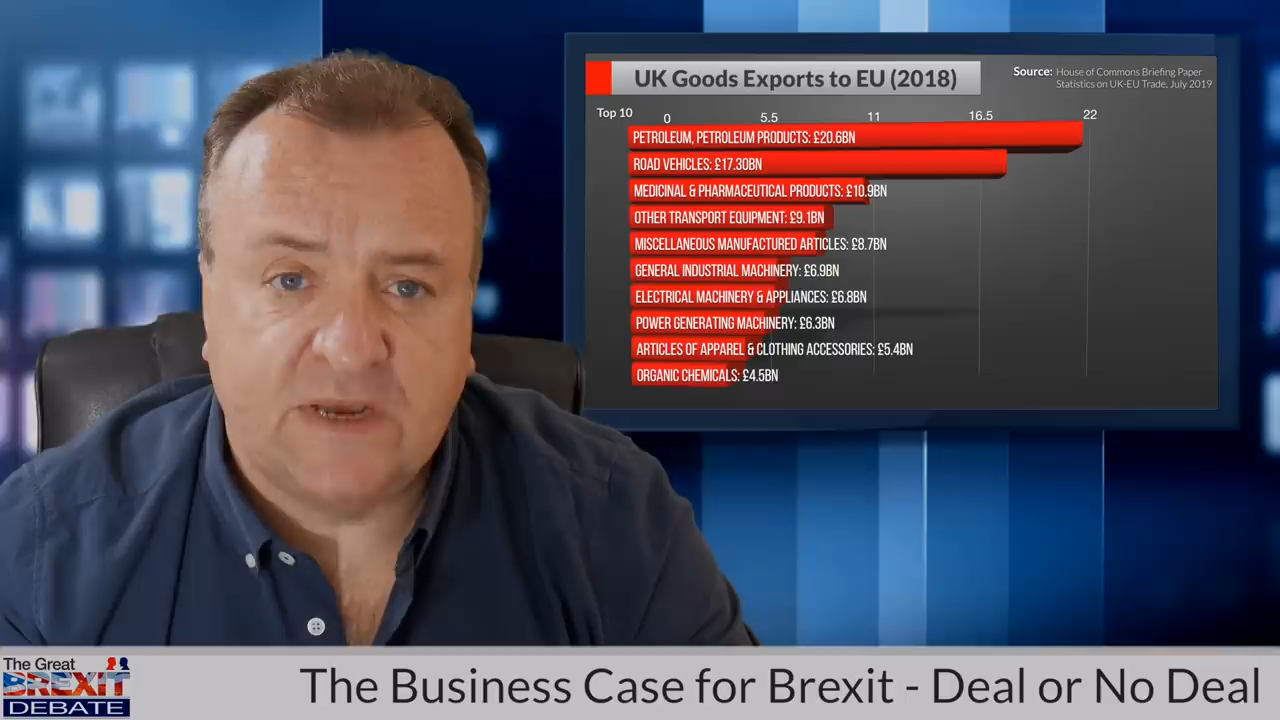 UK Goods Exports to EU (2018)
Source: House of Commons Briefing Paper
Statistics on UK-EU Trade, July 2019
Top 10
0 5.5 11 16.5 22
PETROLEUM, PETROLEUM PRODUCTS: £20.6BN
ROAD VEHICLES: £17.30BN
MEDICINAL & PHARMACEUTICAL PRODUCTS: £10.9BN
OTHER TRANSPORT EQUIPMENT: £9.1BN
MISCELLANEOUS MANUFACTURED ARTICLES: £8.7BN
GENERAL INDUSTRIAL MACHINERY: £6.9BN
ELECTRICAL MACHINERY & APPLIANCES: £6.8BN
POWER GENERATING MACHINERY: £6.3BN
ARTICLES OF APPAREL & CLOTHING ACCESSORIES: £5.4BN
ORGANIC CHEMICALS: £4.5BN
The Great
BREXIT
DEBATE
The Business Case for Brexit - Deal or No Deal